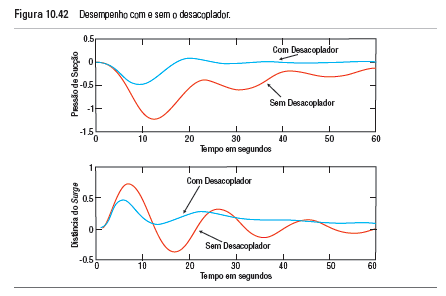 Figura 10.42 Desempenho com e sem o desacoplador.
0.5
0
-0.5
-1
-1.5
Pressão de Sucção
Com Desacoplador
Sem Desacoplador
0 10 20 30 40 50 60
Tempo em segundos
1
0.5
0
-0.5
Distância do Surge
Com Desacoplador
Sem Desacoplador
0 10 20 30 40 50 60
Tempo em segundos